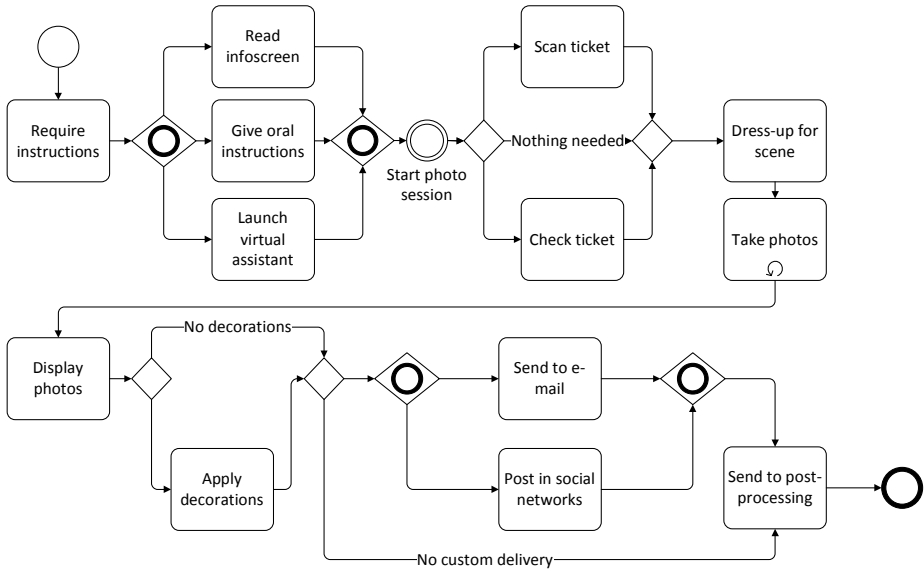 Read
infoscreen
Scan ticket
Require
instructions
Give oral
instructions
Nothing needed
Dress-up for
scene
Start photo
session
Launch
virtual
assistant
Check ticket
Take photos
No decorations
Display
photos
Send to e-
mail
Apply
decorations
Post in social
networks
Send to post-
processing
No custom delivery